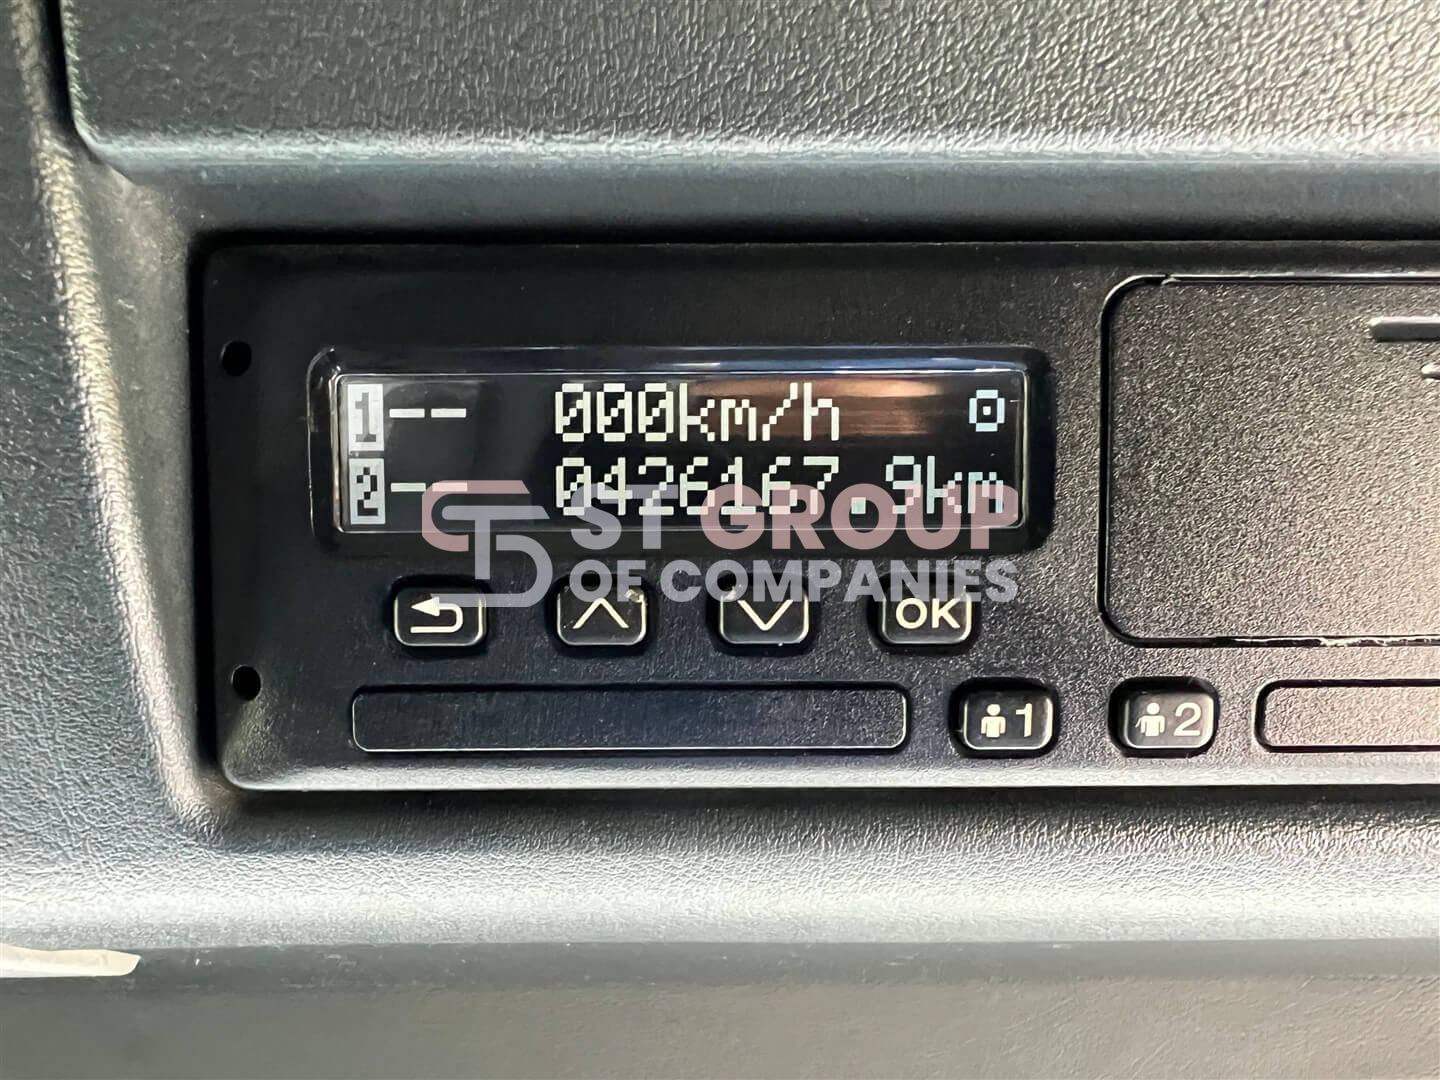 1-- 000km/h
2-- 0426167.9km
ST GROUP
OF COMPANIES
OK
1 2